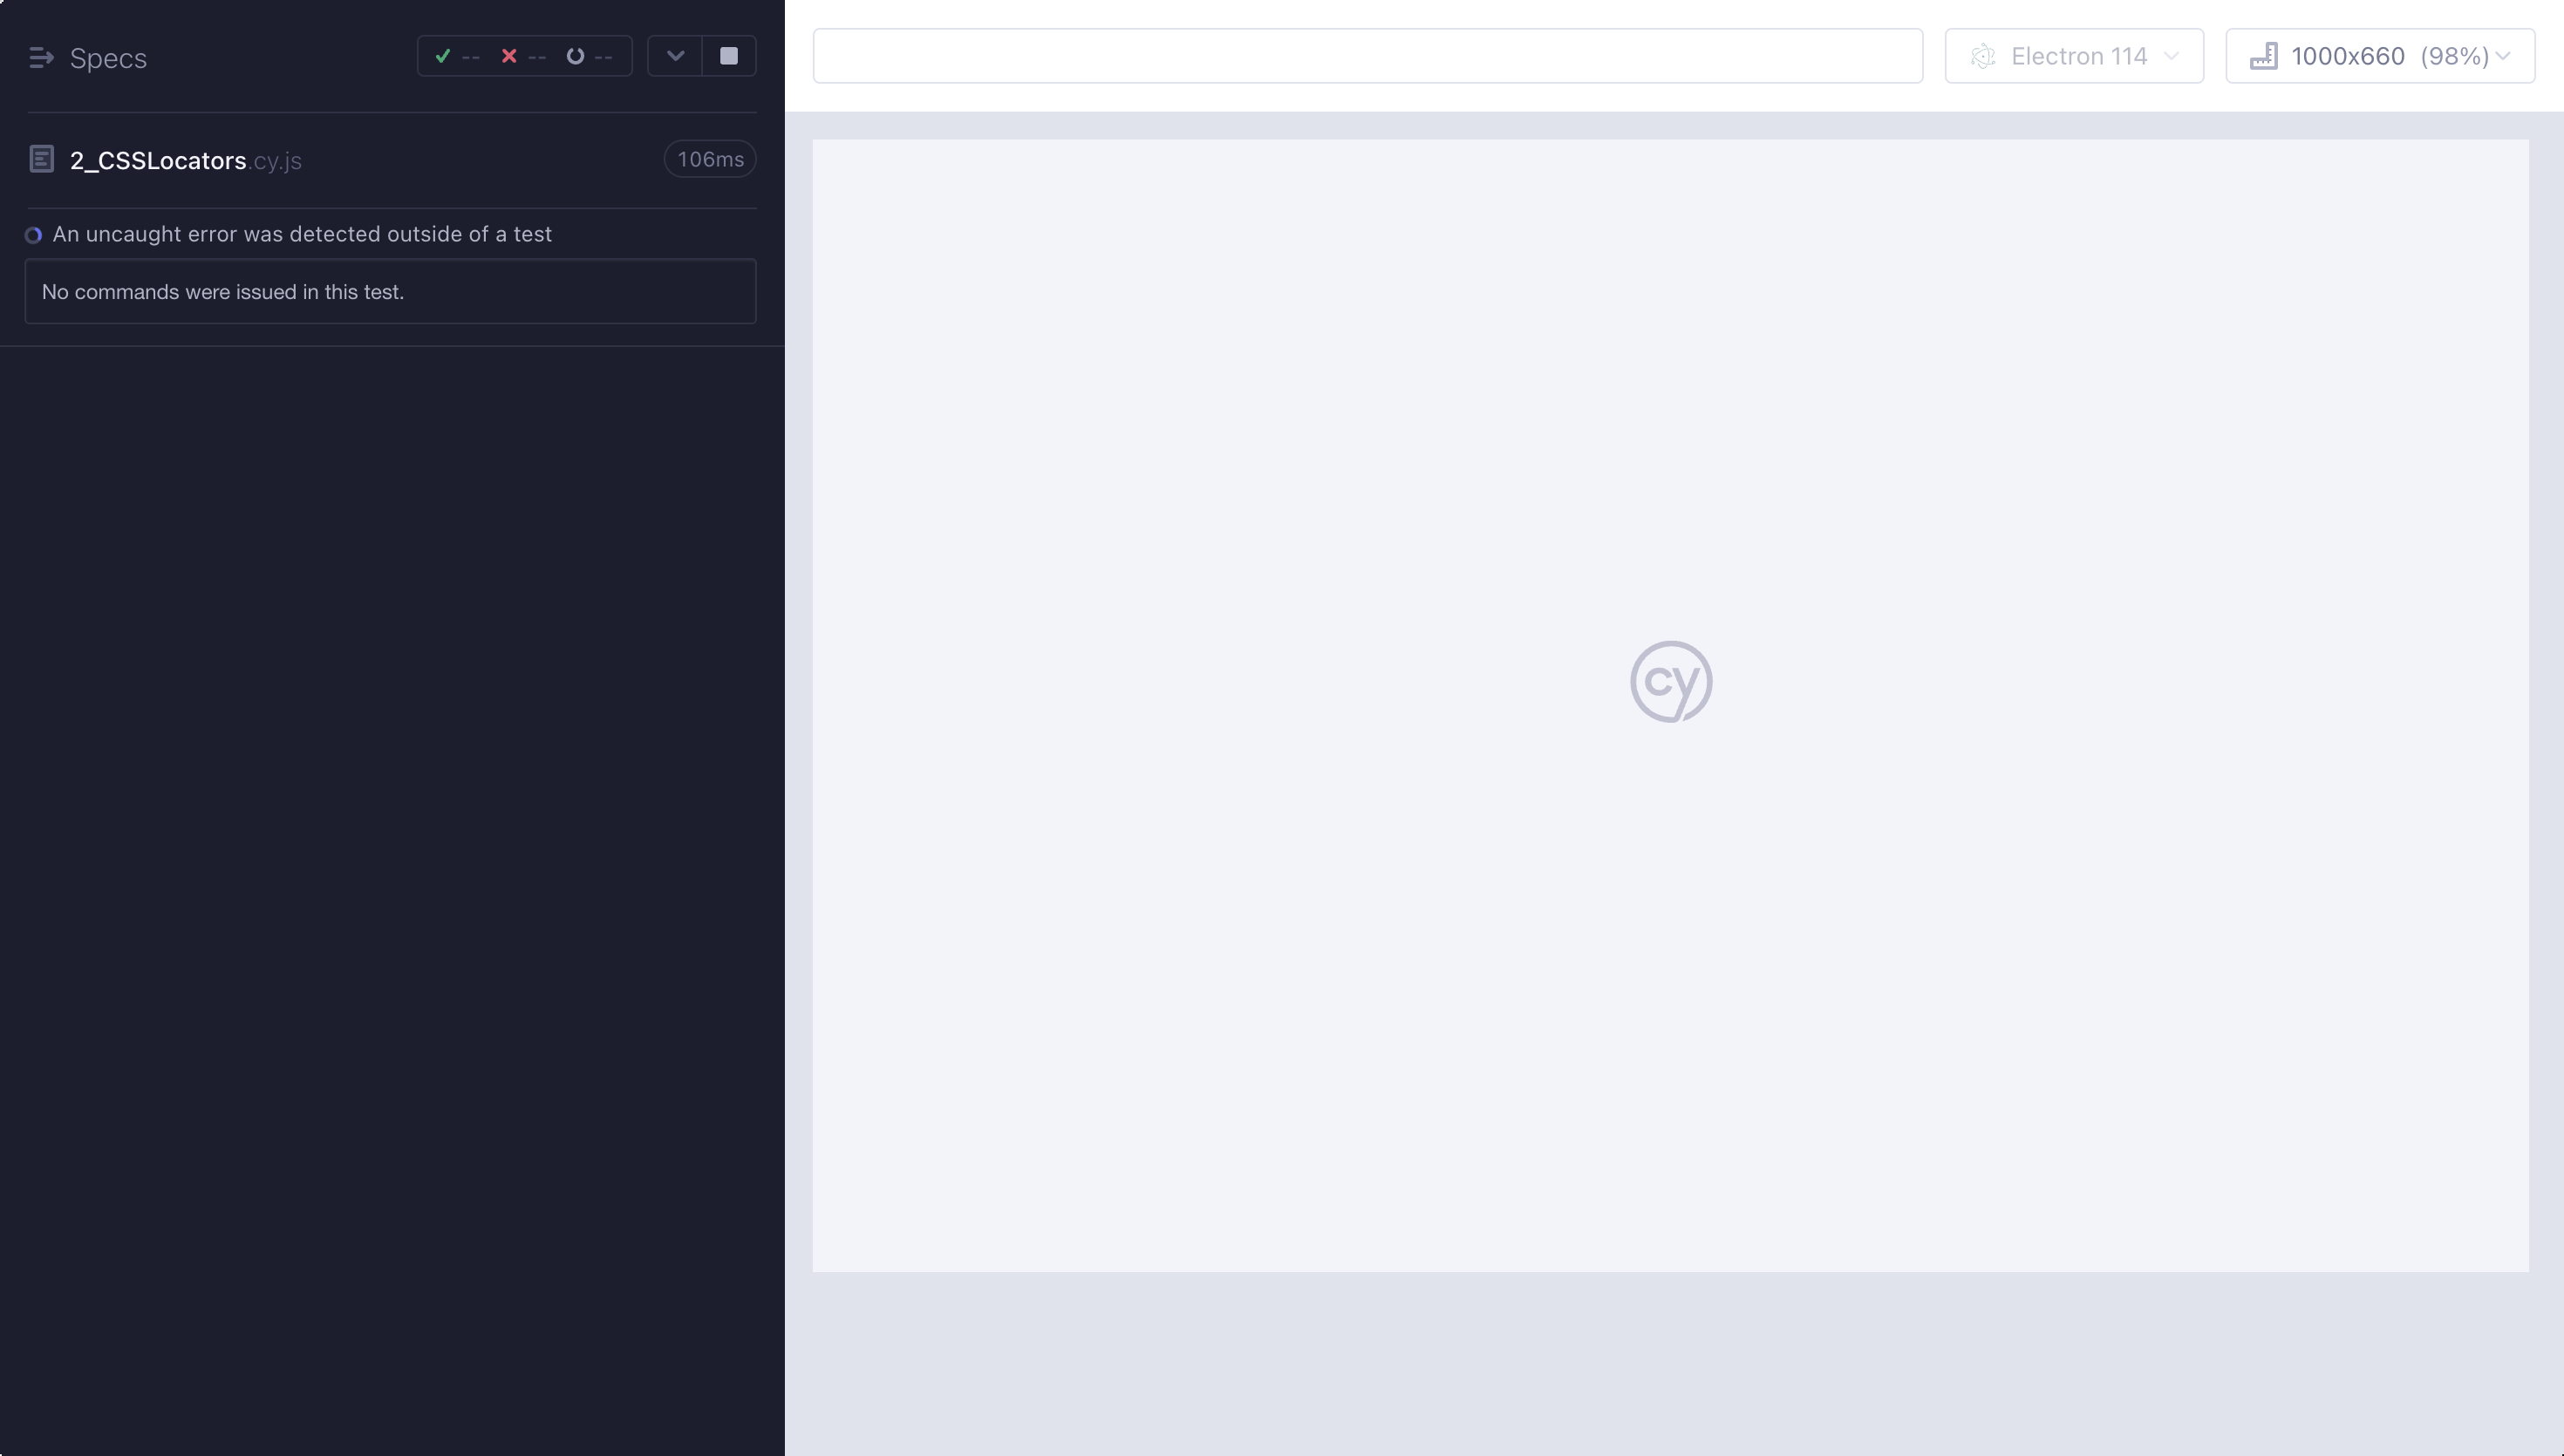 Specs
-- -- --
2_CSSLocators.cy.js 106ms
An uncaught error was detected outside of a test
No commands were issued in this test.
Electron 114
1000x660 (98%)
cy